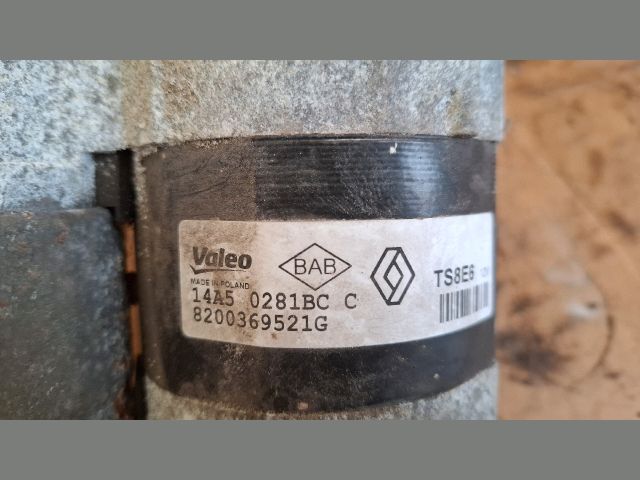 Valeo
MADE IN POLAND
BAB
TS8E6
14A5 0281BC C
8200369521G